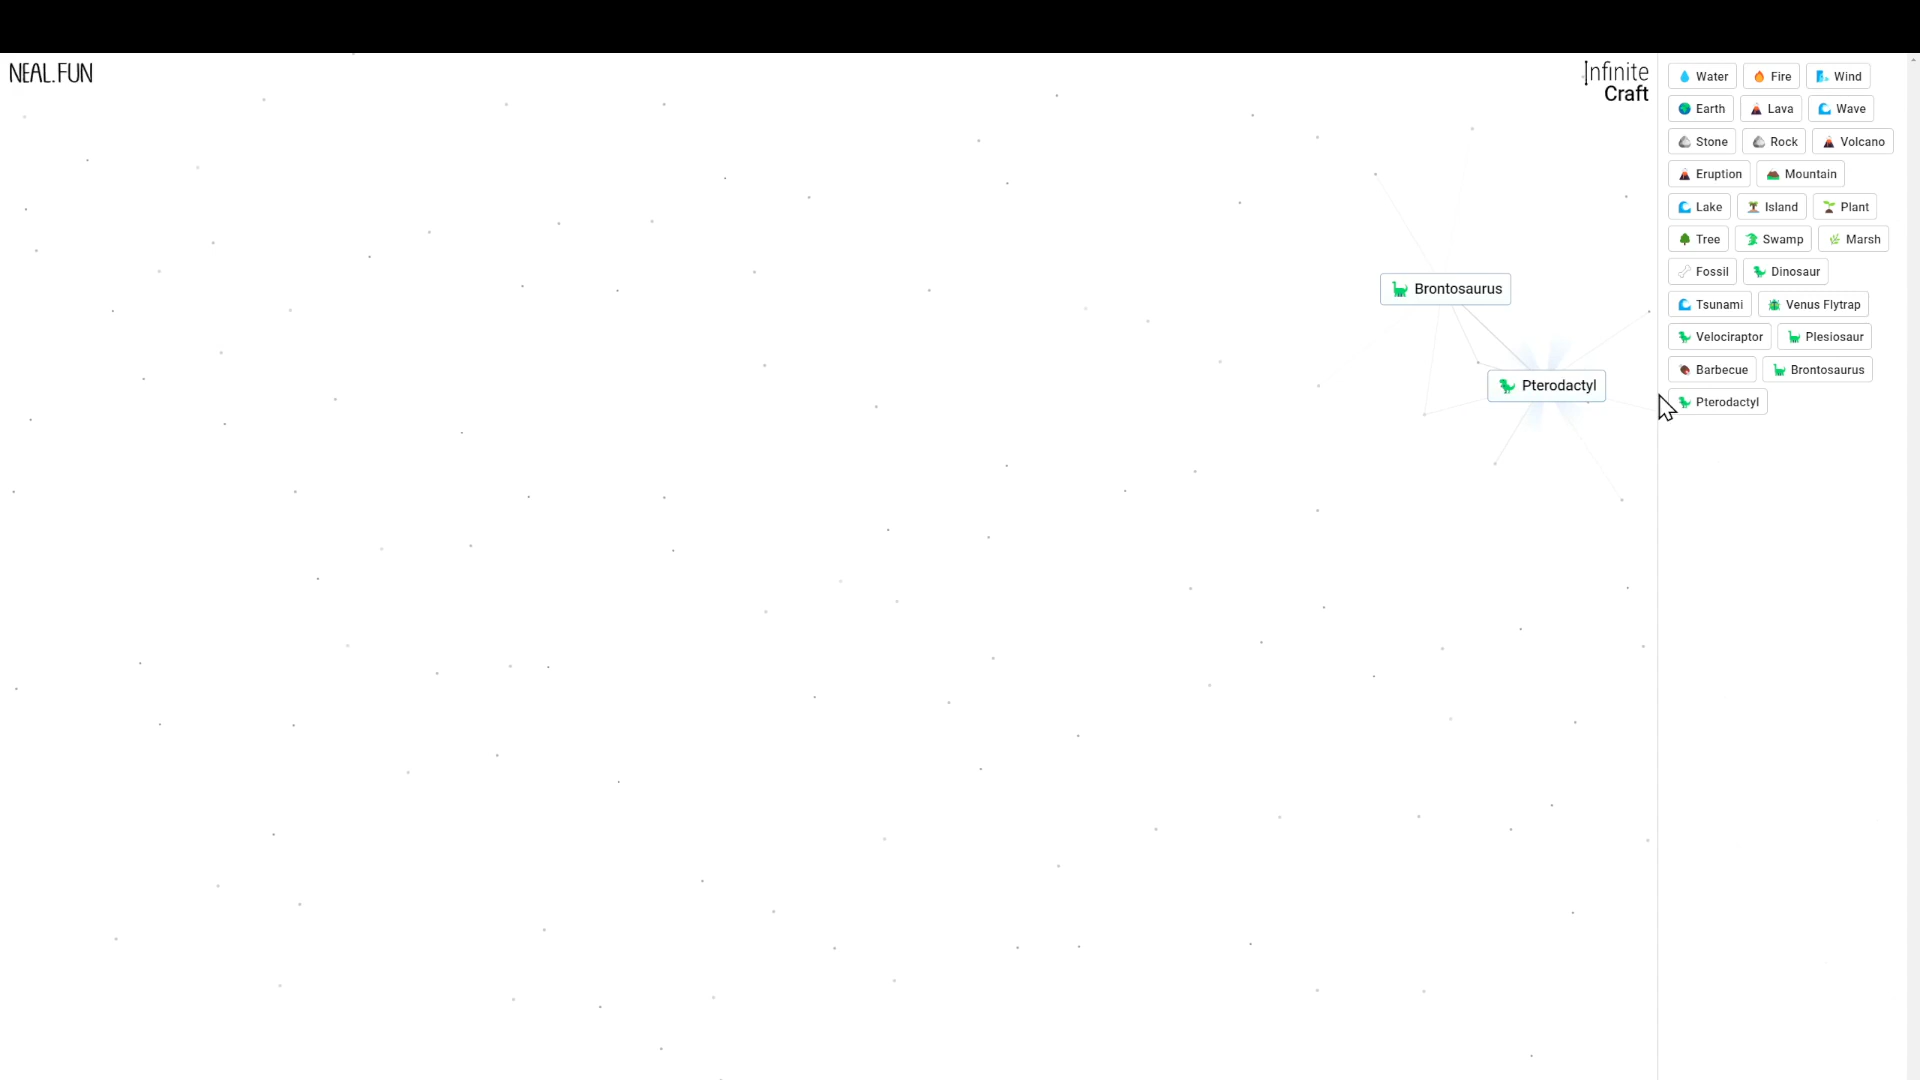 NEAL.FUN
Infinite
Craft
Water Fire Wind
Earth Lava Wave
Stone Rock Volcano
Eruption Mountain
Lake Island Plant
Tree Swamp Marsh
Fossil Dinosaur
Tsunami Venus Flytrap
Velociraptor Plesiosaur
Barbecue Brontosaurus
Pterodactyl
Brontosaurus
Pterodactyl